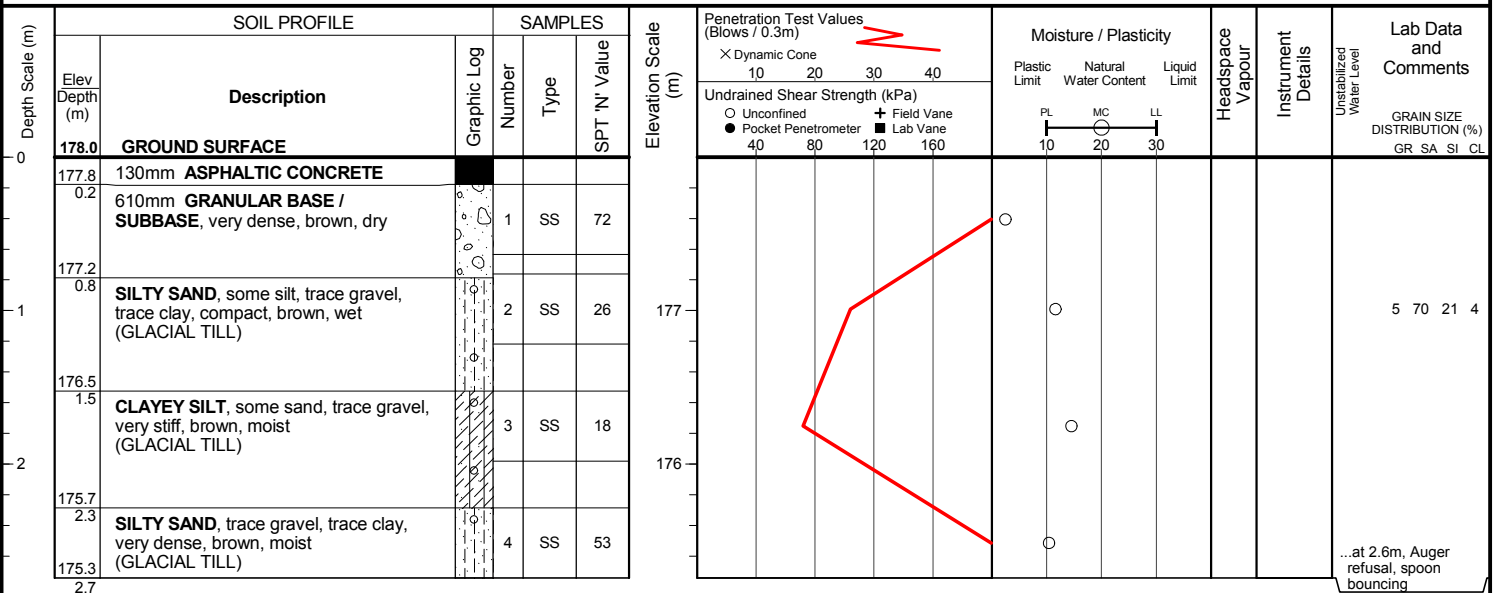 SOIL PROFILE
SAMPLES
Depth Scale (m)
Elev
Depth
(m)
Description
Graphic Log
Number
Type
SPT 'N' Value
Elevation Scale
(m)
Penetration Test Values
(Blows / 0.3m)
× Dynamic Cone
10 20 30 40
Undrained Shear Strength (kPa)
Unconfined + Field Vane
Pocket Penetrometer Lab Vane
40 80 120 160
Moisture / Plasticity
Plastic Natural Liquid
Limit Water Content Limit
PL MC LL
10 20 30
Headspace
Vapour
Instrument
Details
Unstabilized
Water Level
Lab Data
and
Comments
GRAIN SIZE
DISTRIBUTION (%)
GR SA SI CL
178.0 GROUND SURFACE
0
177.8 130mm ASPHALTIC CONCRETE
0.2
610mm GRANULAR BASE /
SUBBASE, very dense, brown, dry
1 SS 72
177.2
0.8
SILTY SAND, some silt, trace gravel,
trace clay, compact, brown, wet
(GLACIAL TILL)
1
2 SS 26
177
5 70 21 4
176.5
1.5
CLAYEY SILT, some sand, trace gravel,
very stiff, brown, moist
(GLACIAL TILL)
3 SS 18
2
176
175.7
2.3
SILTY SAND, trace gravel, trace clay,
very dense, brown, moist
(GLACIAL TILL)
4 SS 53
175.3
2.7
...at 2.6m, Auger
refusal, spoon
bouncing